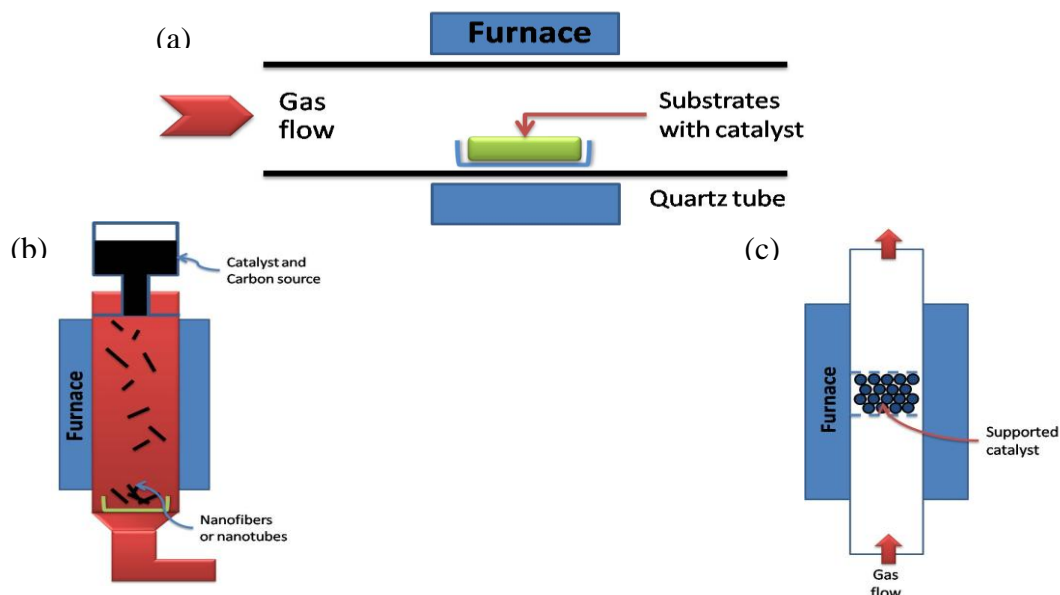 (a)
Furnace
Gas
flow
Substrates
with catalyst
Quartz tube
(b)
Catalyst and
Carbon source
Furnace
Nanofibers
or nanotubes
(c)
Furnace
Supported
catalyst
Gas
flow